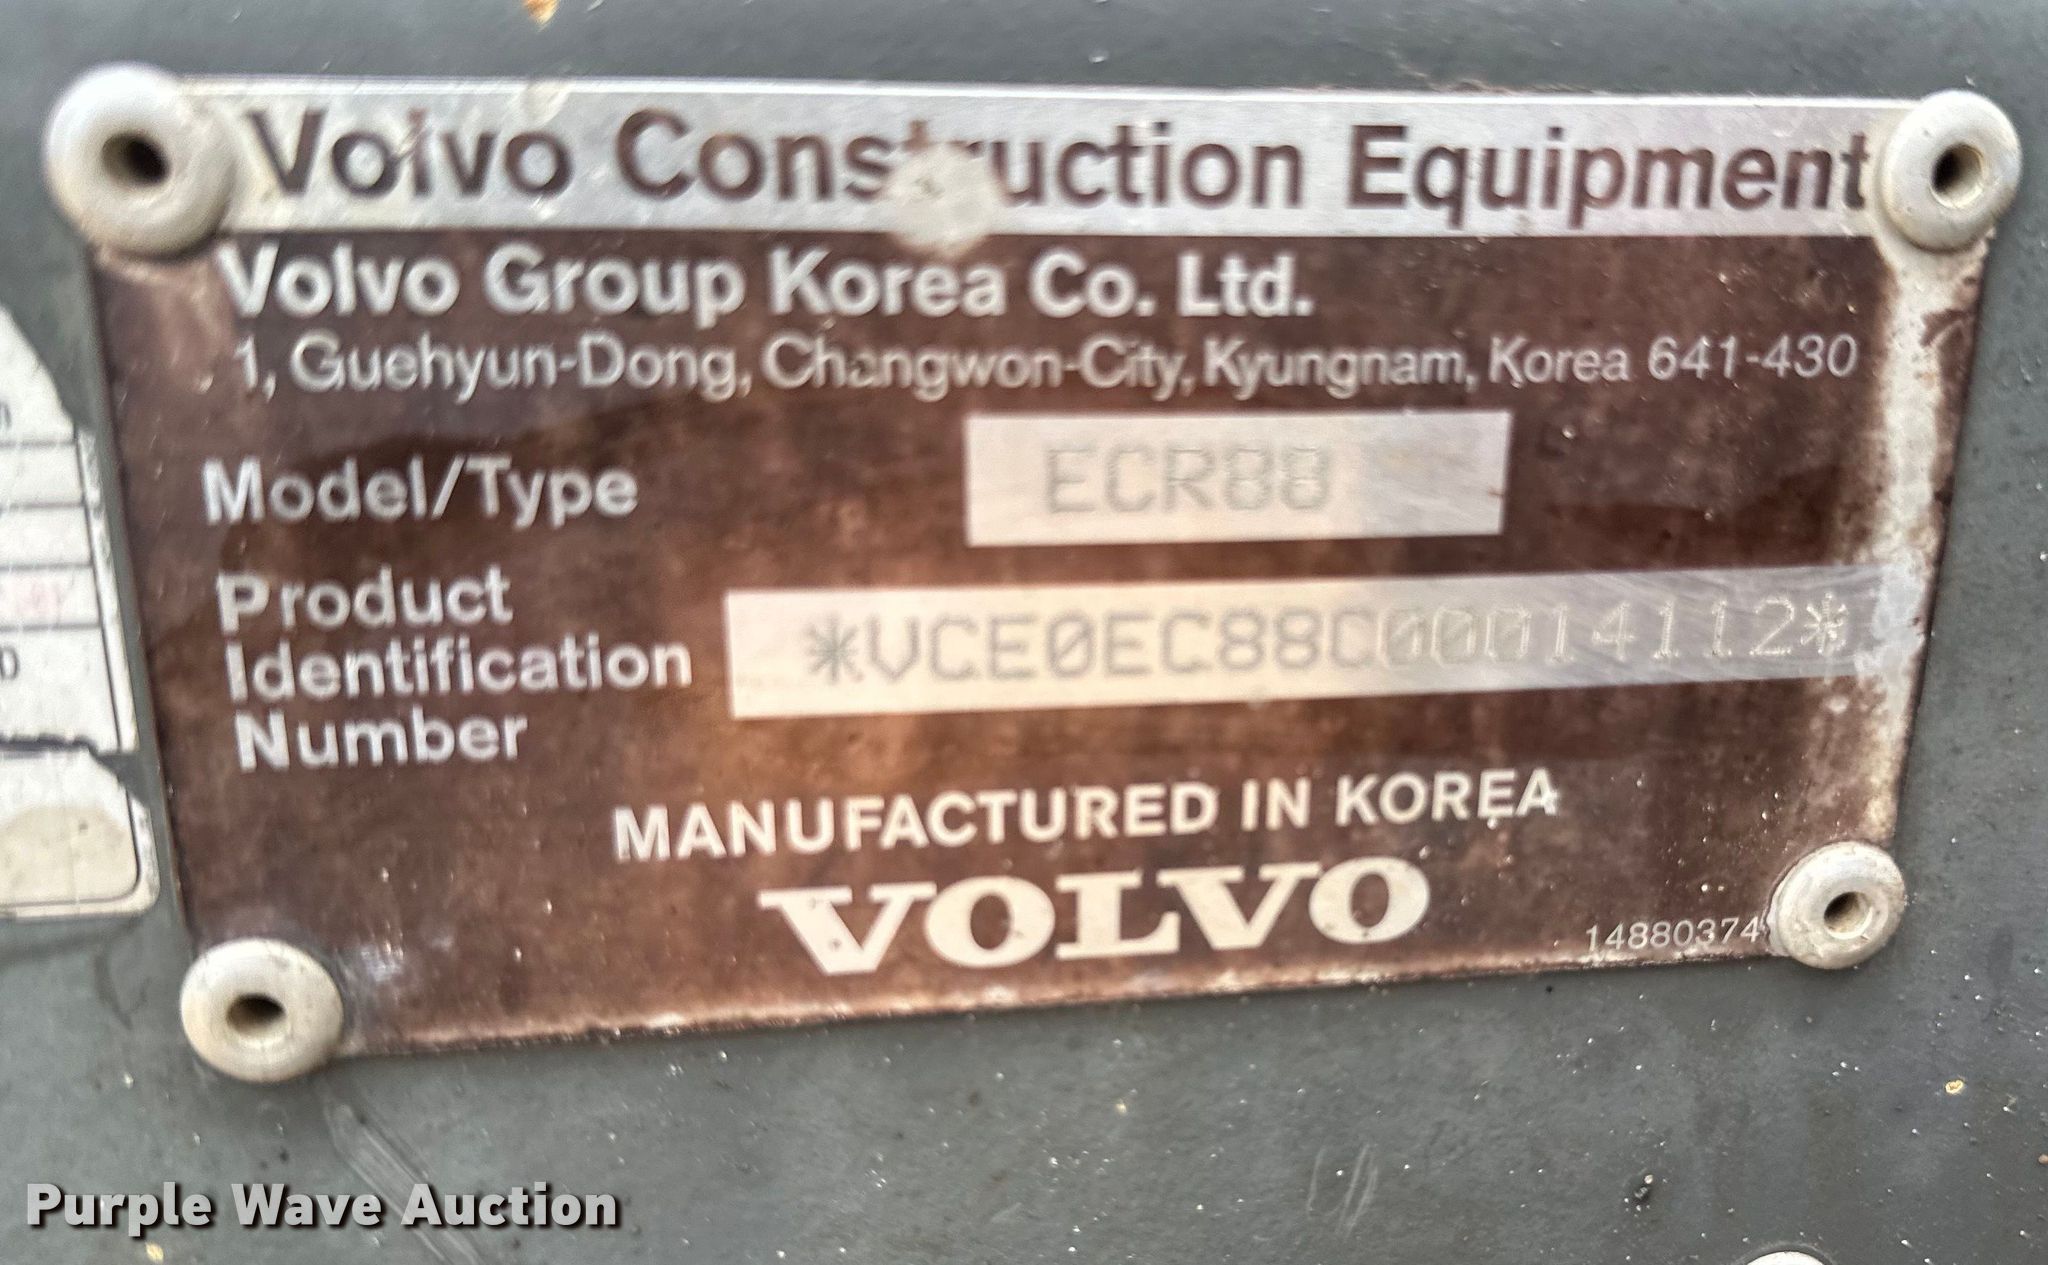 Volvo Construction Equipment
Volvo Group Korea Co. Ltd.
1, Guehyun-Dong, Changwon-City, Kyungnam, Korea 641-430
Model/Type ECR88
Product
Identification
Number
*VCE0EC88C00014112*
MANUFACTURED IN KOREA
VOLVO
14880374
D
Purple Wave Auction